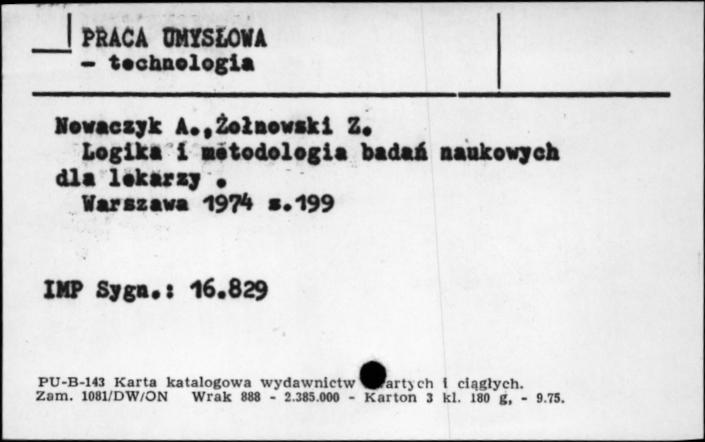 PRACA UMYSŁOWA
- technologia
Nowaczyk A.,Żołnowski Z.
Logika i metodologia badań naukowych
dla lekarzy .
Warszawa 1974 s.199
IMP Sygn.: 16.829
PU-B-143 Karta katalogowa wydawnictw i ciągłych.
Zam. 1081/DW/ON Wrak 888 - 2.385.000 - Karton 3 kl. 180 g, - 9.75.